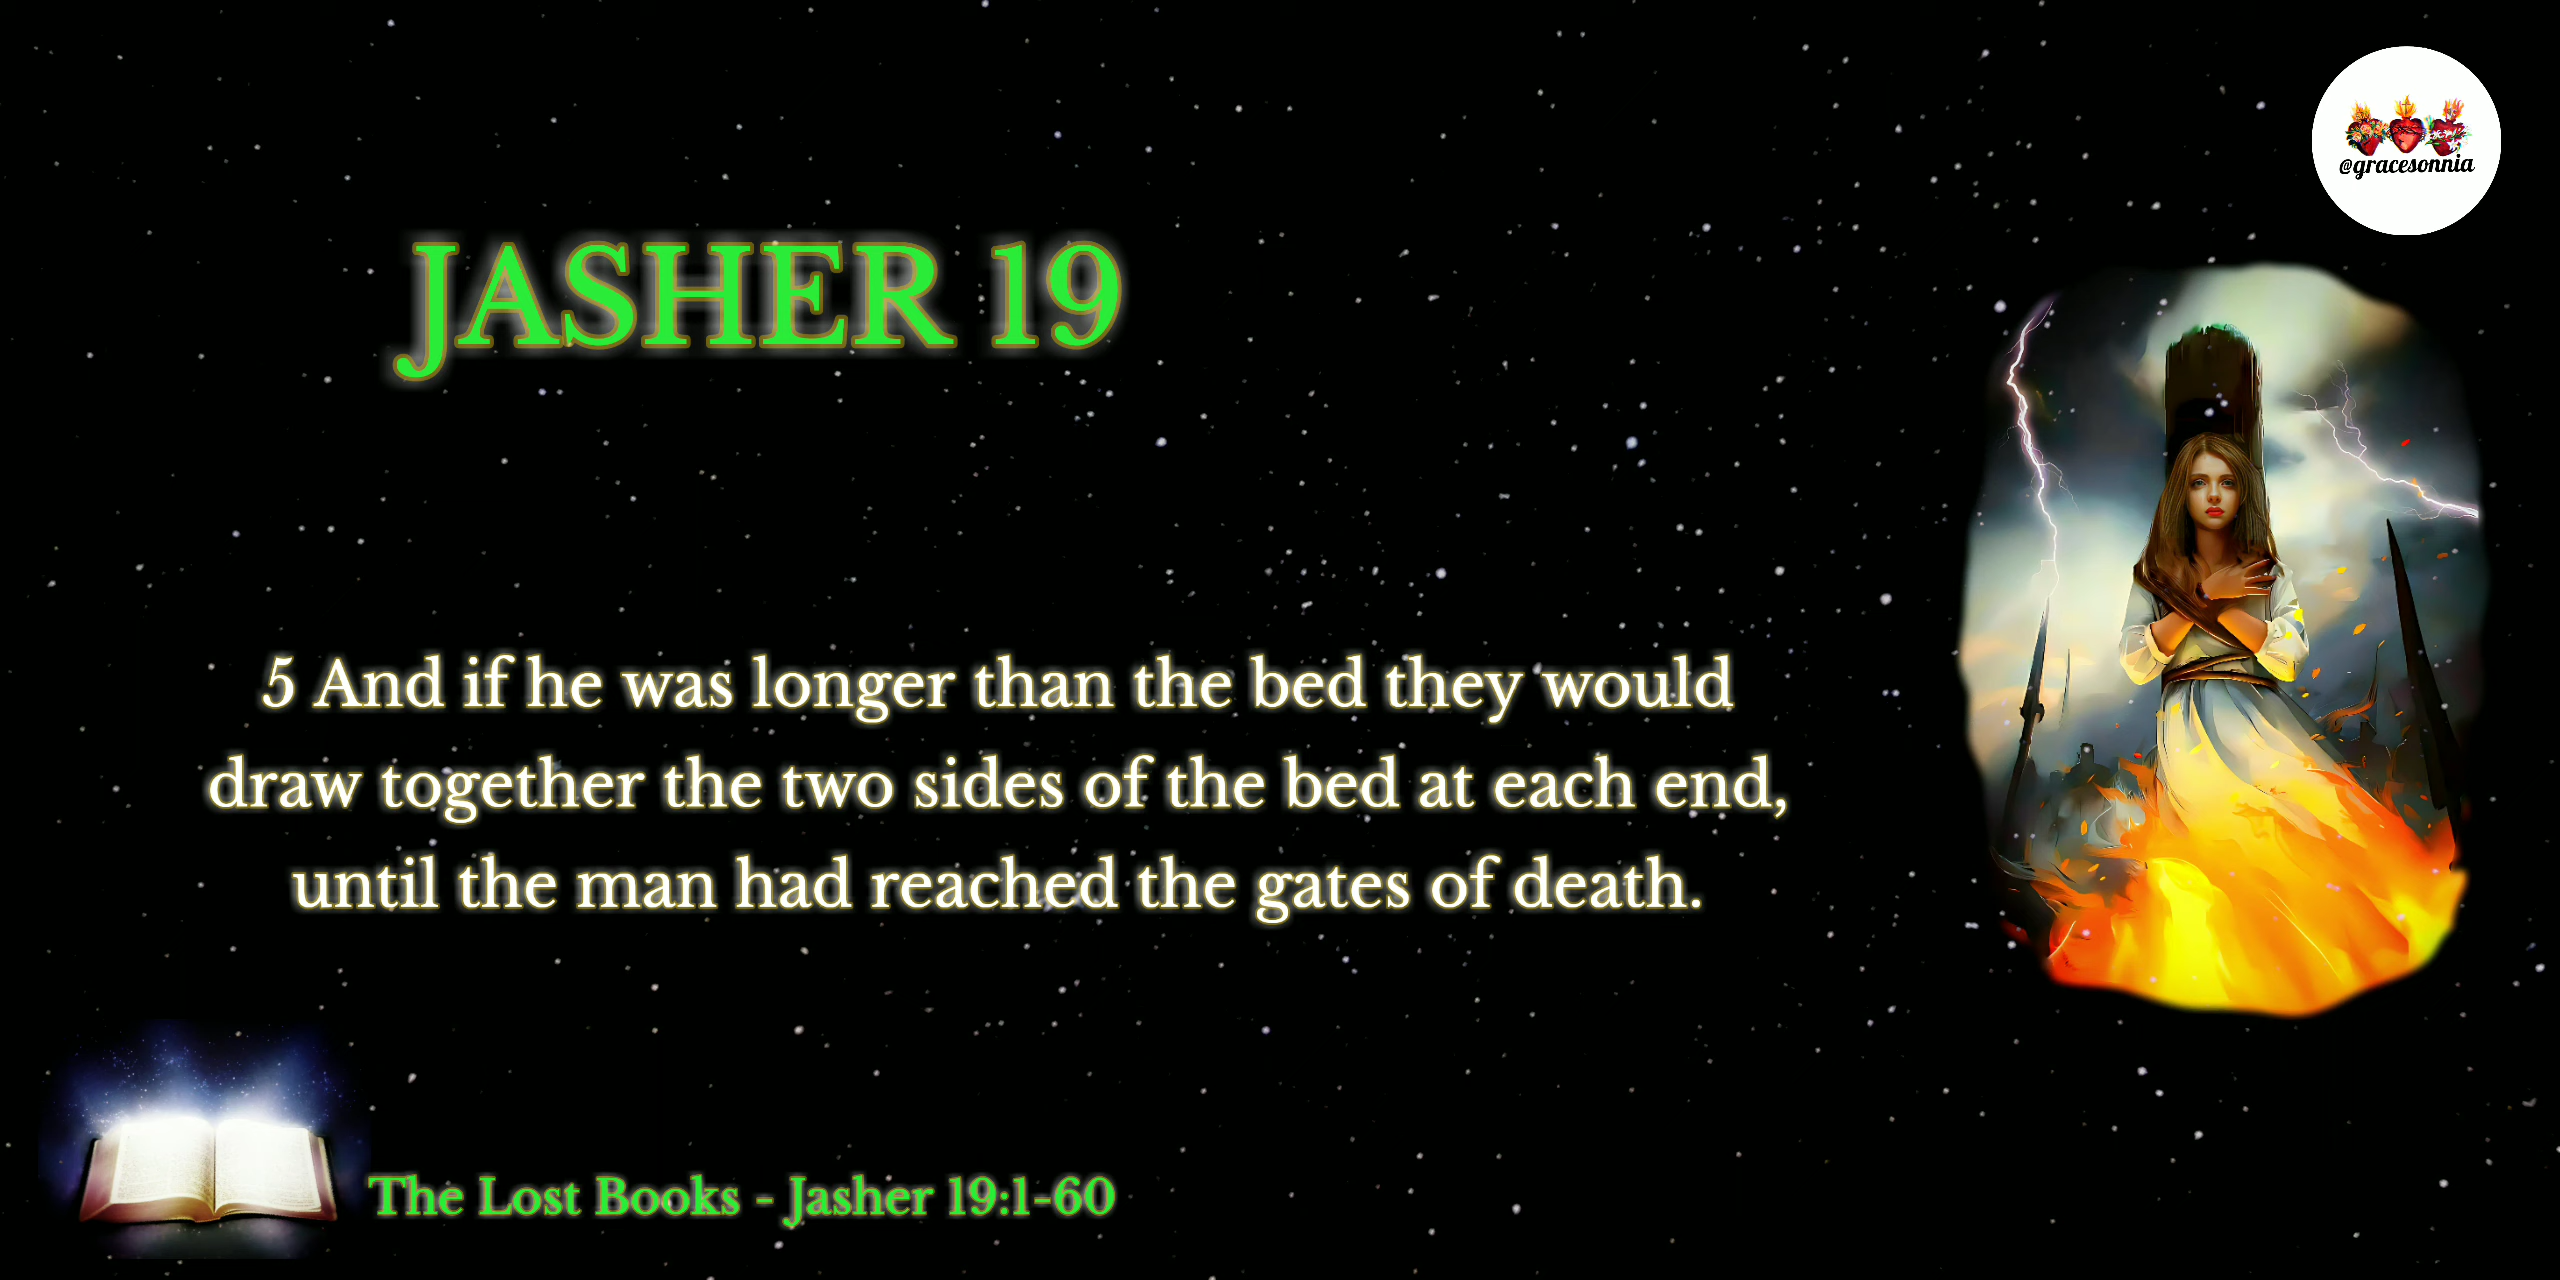 @gracesonnia
JASHER 19
5 And if he was longer than the bed they would
draw together the two sides of the bed at each end,
until the man had reached the gates of death.
The Lost Books - Jasher 19:1-60